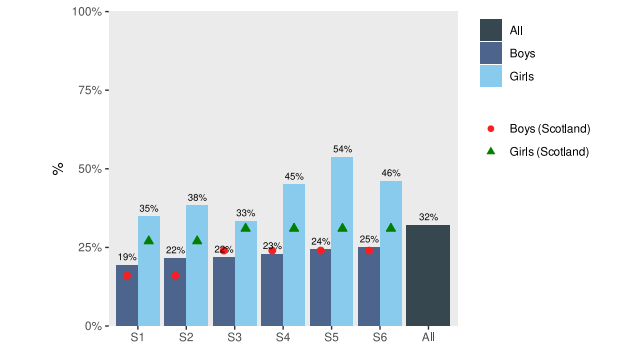 100%
75%
50%
25%
0%
%
19%
35%
22%
38%
22%
33%
23%
45%
24%
54%
25%
46%
32%
S1
S2
S3
S4
S5
S6
All
All
Boys
Girls
Boys (Scotland)
Girls (Scotland)